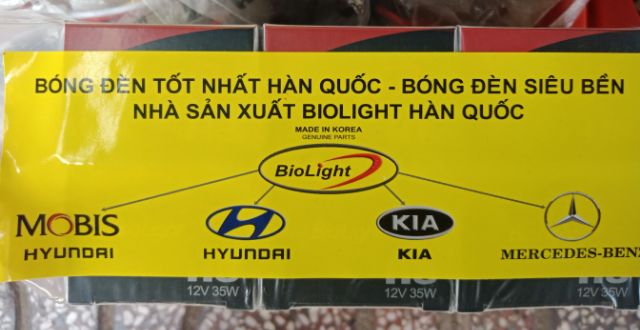 BÓNG ĐÈN TỐT NHẤT HÀN QUỐC - BÓNG ĐÈN SIÊU BỀN
NHÀ SẢN XUẤT BIOLIGHT HÀN QUỐC
MADE IN KOREA
GENUINE PARTS
BioLight
MOBIS
HYUNDAI
HYUNDAI
KIA
KIA
MERCEDES-BENZ
12V 35W
12V 35W
12V 35W